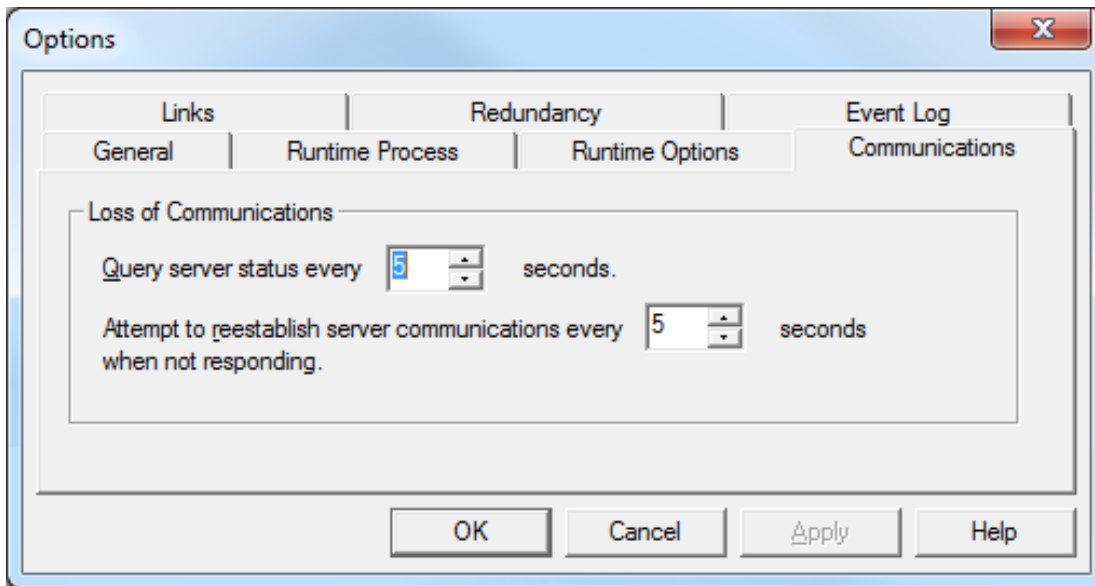 Options
Links Redundancy Event Log
General Runtime Process Runtime Options Communications
Loss of Communications
Query server status every 5 seconds.
Attempt to reestablish server communications every 5 seconds
when not responding.
OK Cancel Apply Help